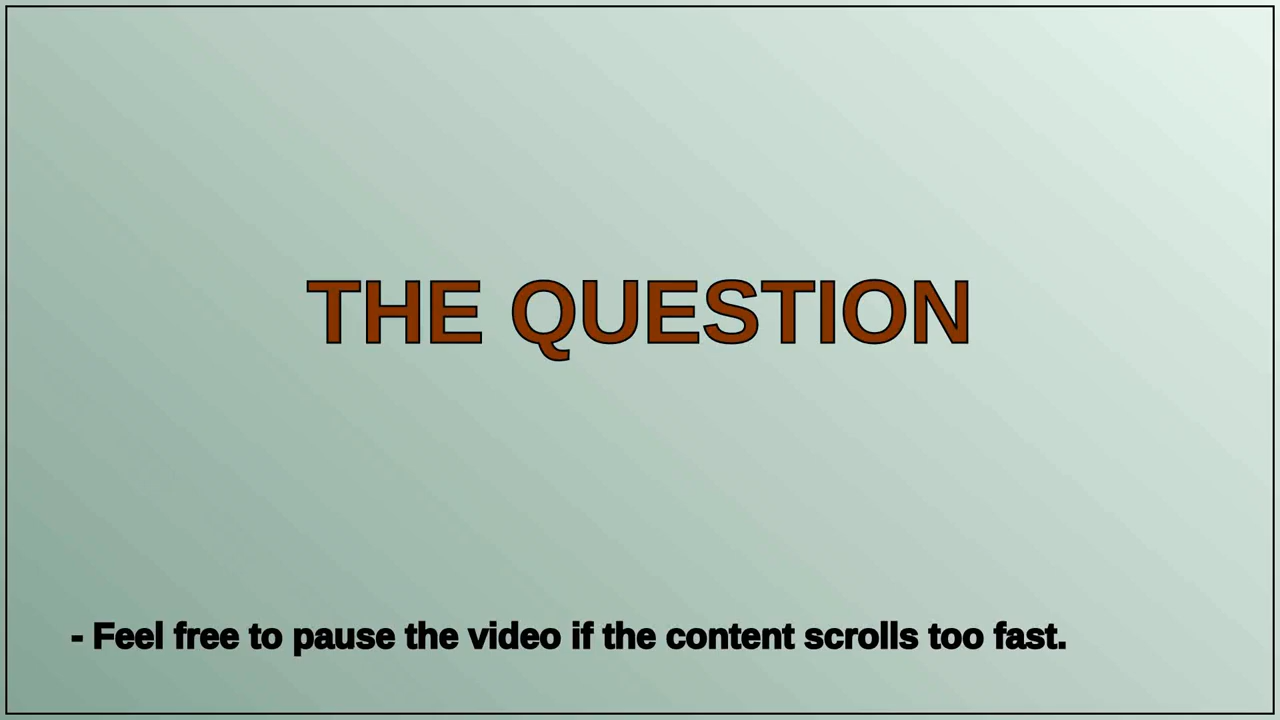 THE QUESTION
- Feel free to pause the video if the content scrolls too fast.